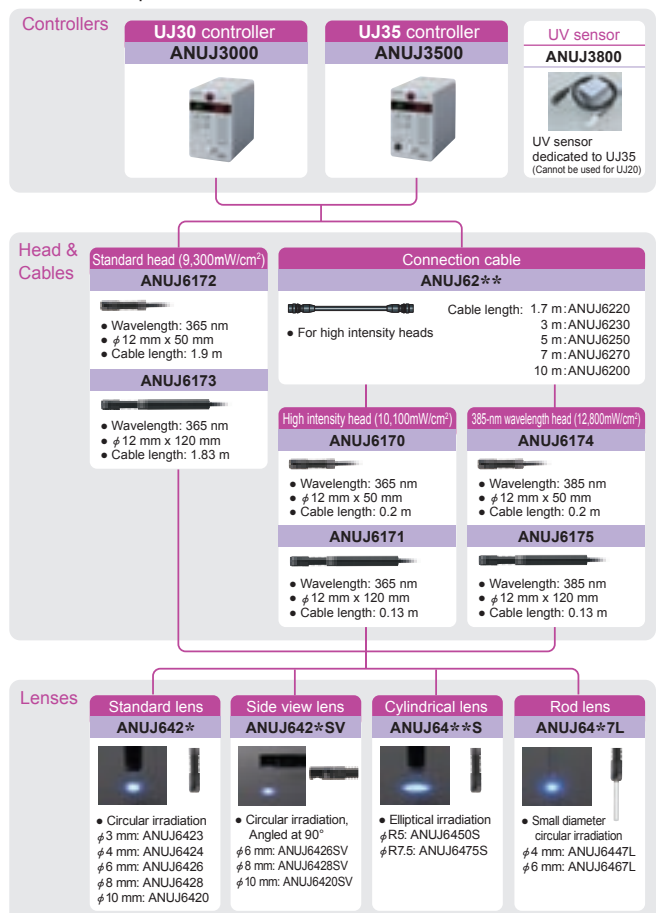 Controllers
UJ30 controller
ANUJ3000
UJ35 controller
ANUJ3500
UV sensor
ANUJ3800
UV sensor
dedicated to UJ35
(Cannot be used for UJ20)
Head &
Cables
Standard head (9,300mW/cm²)
ANUJ6172
● Wavelength: 365 nm
● ϕ12 mm x 50 mm
● Cable length: 1.9 m
ANUJ6173
● Wavelength: 365 nm
● ϕ12 mm x 120 mm
● Cable length: 1.83 m
Connection cable
ANUJ62**
● For high intensity heads
Cable length: 1.7 m:ANUJ6220
3 m:ANUJ6230
5 m:ANUJ6250
7 m:ANUJ6270
10 m:ANUJ6200
High intensity head (10,100mW/cm²)
ANUJ6170
● Wavelength: 365 nm
● ϕ12 mm x 50 mm
● Cable length: 0.2 m
ANUJ6171
● Wavelength: 365 nm
● ϕ12 mm x 120 mm
● Cable length: 0.13 m
385-nm wavelength head (12,800mW/cm²)
ANUJ6174
● Wavelength: 385 nm
● ϕ12 mm x 50 mm
● Cable length: 0.2 m
ANUJ6175
● Wavelength: 385 nm
● ϕ12 mm x 120 mm
● Cable length: 0.13 m
Lenses
Standard lens
ANUJ642*
● Circular irradiation
ϕ3 mm: ANUJ6423
ϕ4 mm: ANUJ6424
ϕ6 mm: ANUJ6426
ϕ8 mm: ANUJ6428
ϕ10 mm: ANUJ6420
Side view lens
ANUJ642*SV
● Circular irradiation,
Angled at 90°
ϕ6 mm: ANUJ6426SV
ϕ8 mm: ANUJ6428SV
ϕ10 mm: ANUJ6420SV
Cylindrical lens
ANUJ64**S
● Elliptical irradiation
ϕR5: ANUJ6450S
ϕR7.5: ANUJ6475S
Rod lens
ANUJ64*7L
● Small diameter
circular irradiation
ϕ4 mm: ANUJ6447L
ϕ6 mm: ANUJ6467L